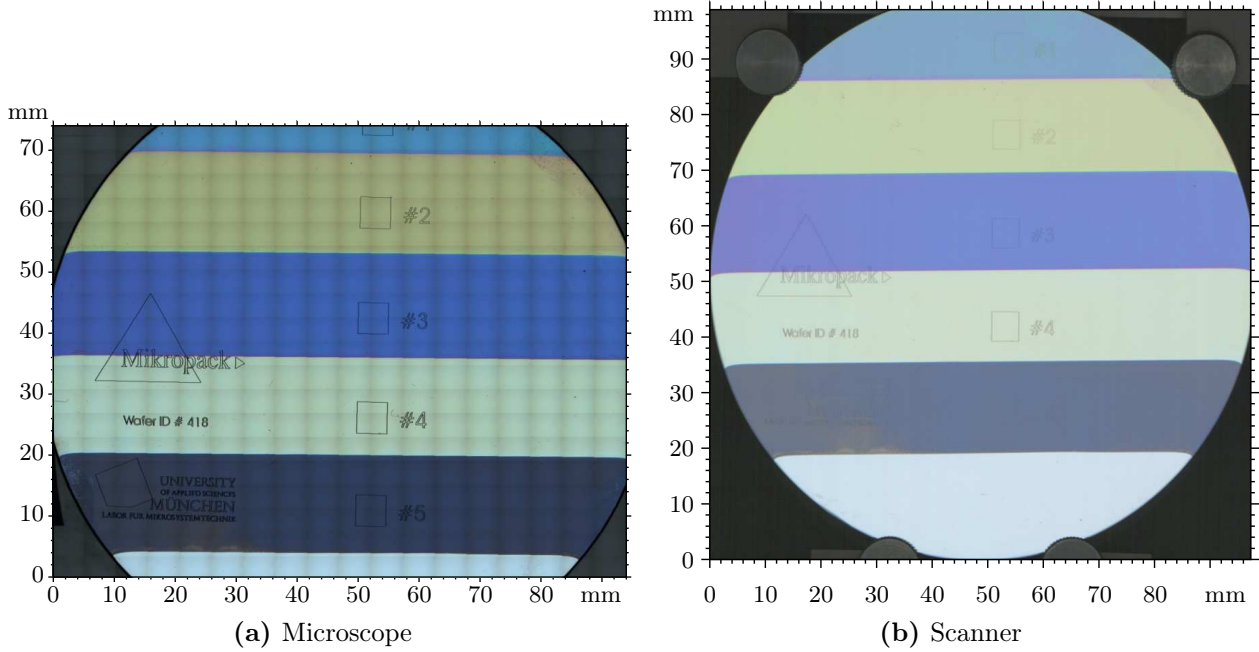 mm
70
60
50
40
30
20
10
0
0 10 20 30 40 50 60 70 80 mm
#2
#3
Mikropack
Wafer ID # 418
#4
UNIVERSITY
OF APPLIED SCIENCES
MÜNCHEN
LABOR FÜR MIKROSYSTEMTECHNIK
#5
(a) Microscope
mm
90
80
70
60
50
40
30
20
10
0
0 10 20 30 40 50 60 70 80 mm
#1
#2
#3
Mikropack
Wafer ID # 418
#4
(b) Scanner